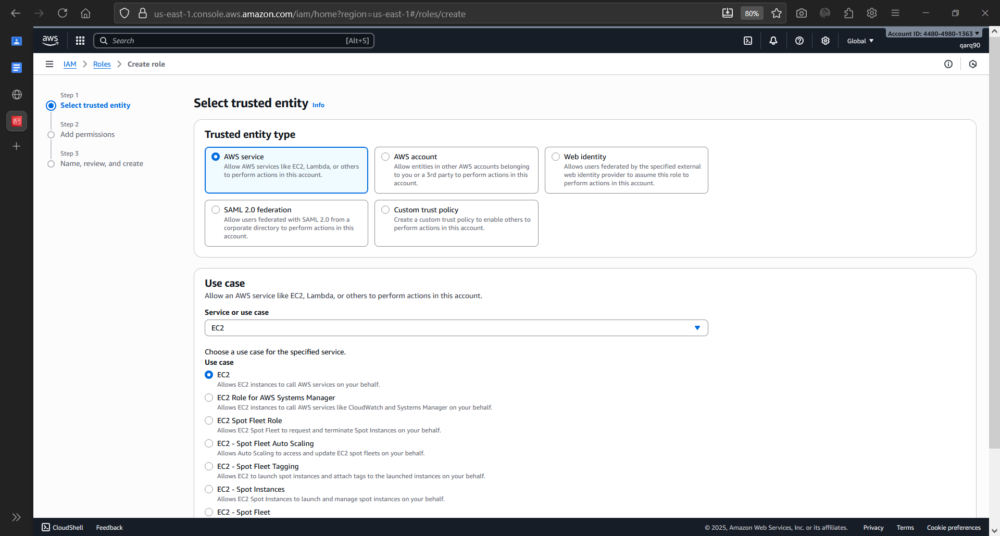 us-east-1.console.aws.amazon.com/iam/home?region=us-east-1#/roles/create
80%
aws
Search
[Alt+S]
Global
Account ID: 4480-4980-1363
qarq90
IAM
Roles
Create role
Step 1
Select trusted entity
Step 2
Add permissions
Step 3
Name, review, and create
Select trusted entity Info
Trusted entity type
AWS service
Allow AWS services like EC2, Lambda, or others
to perform actions in this account.
AWS account
Allow entities in other AWS accounts belonging
to you or a 3rd party to perform actions in this
account.
Web identity
Allows users federated by the specified external
web identity provider to assume this role to
perform actions in this account.
SAML 2.0 federation
Allow users federated with SAML 2.0 from a
corporate directory to perform actions in this
account.
Custom trust policy
Create a custom trust policy to enable others to
perform actions in this account.
Use case
Allow an AWS service like EC2, Lambda, or others to perform actions in this account.
Service or use case
EC2
Choose a use case for the specified service.
Use case
EC2
Allows EC2 instances to call AWS services on your behalf.
EC2 Role for AWS Systems Manager
Allows EC2 instances to call AWS services like CloudWatch and Systems Manager on your behalf.
EC2 Spot Fleet Role
Allows EC2 Spot Fleet to request and terminate Spot Instances on your behalf.
EC2 - Spot Fleet Auto Scaling
Allows Auto Scaling to access and update EC2 spot fleets on your behalf.
EC2 - Spot Fleet Tagging
Allows EC2 to launch spot instances and attach tags to the launched instances on your behalf.
EC2 - Spot Instances
Allows EC2 Spot Instances to launch and manage spot instances on your behalf.
EC2 - Spot Fleet
CloudShell
Feedback
© 2025, Amazon Web Services, Inc. or its affiliates.
Privacy
Terms
Cookie preferences